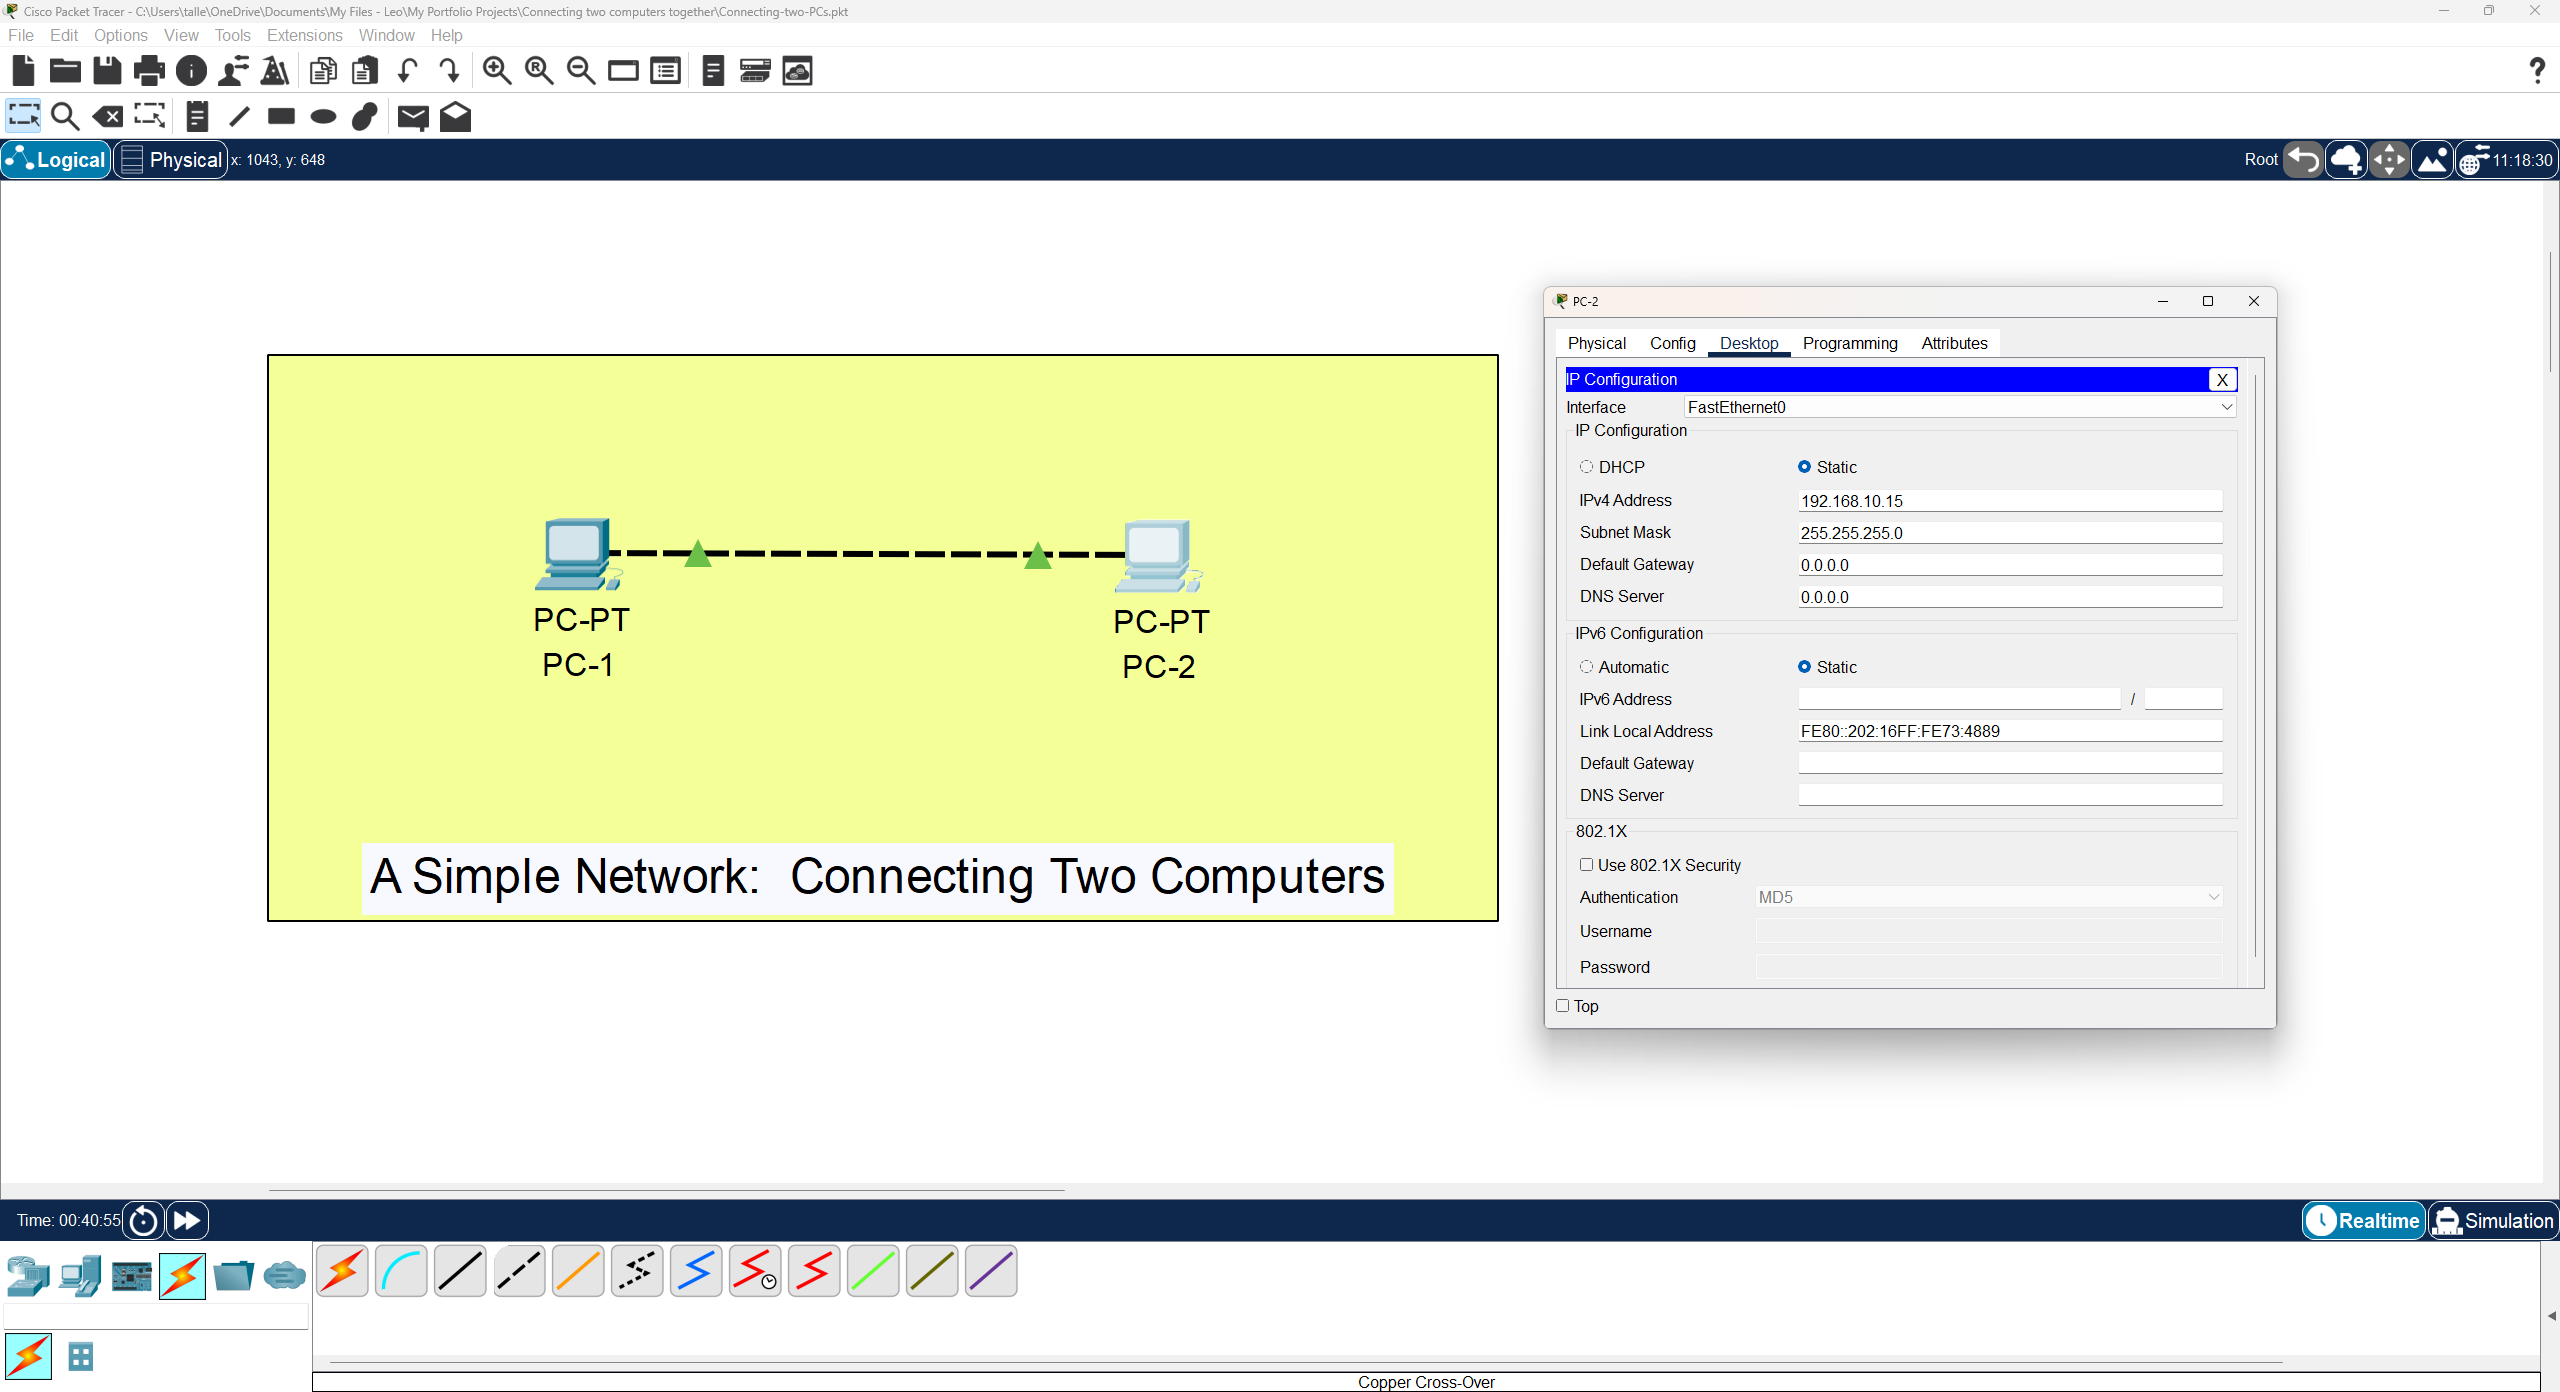 Cisco Packet Tracer - C:\Users\talle\OneDrive\Documents\My Files - Leo\My Portfolio Projects\Connecting two computers together\Connecting-two-PCs.pkt
File Edit Options View Tools Extensions Window Help
Logical Physical x: 1043, y: 648 Root 11:18:30
PC-2
Physical Config Desktop Programming Attributes
IP Configuration X
Interface FastEthernet0
IP Configuration
DHCP Static
IPv4 Address 192.168.10.15
Subnet Mask 255.255.255.0
Default Gateway 0.0.0.0
DNS Server 0.0.0.0
IPv6 Configuration
Automatic Static
IPv6 Address /
Link Local Address FE80::202:16FF:FE73:4889
Default Gateway
DNS Server
802.1X
Use 802.1X Security
Authentication MD5
Username
Password
Top
PC-PT PC-PT
PC-1 PC-2
A Simple Network: Connecting Two Computers
Time: 00:40:55 Realtime Simulation
Copper Cross-Over